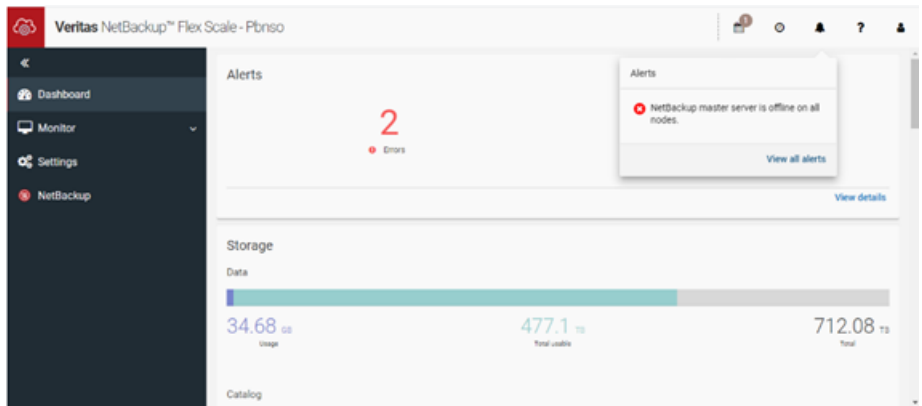 Veritas NetBackup™ Flex Scale - Pbnso
1
?
«
Dashboard
Monitor
Settings
NetBackup
Alerts
2
Errors
View details
Alerts
NetBackup master server is offline on all
nodes.
View all alerts
Storage
Data
34.68 GB
Usage
477.1 TB
Total usable
712.08 TB
Total
Catalog